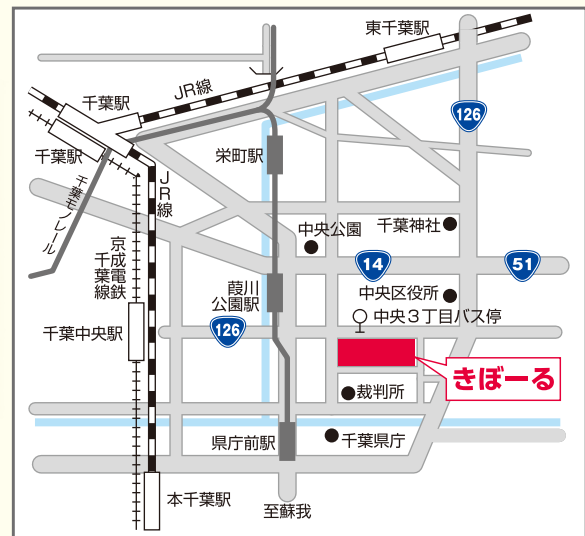 東千葉駅
JR線
千葉駅
126
千葉駅
栄町駅
JR線
千葉モノレール
中央公園
千葉神社
京成電鉄
千葉線
14
51
葭川
公園駅
中央区役所
126
中央3丁目バス停
千葉中央駅
きぼーる
裁判所
県庁前駅
千葉県庁
本千葉駅
至蘇我